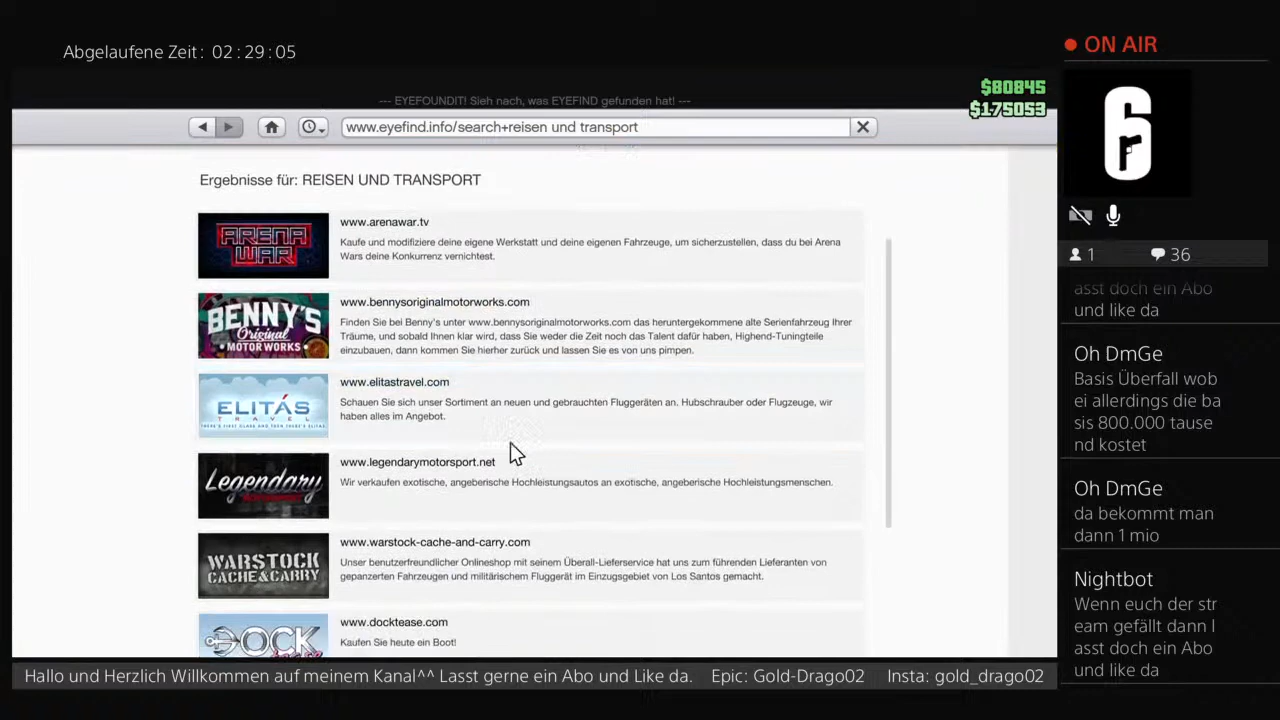 Abgelaufene Zeit: 02:29:05
ON AIR
$80845
$175053
--- EYEFOUNDIT! Sieh nach, was EYEFIND gefunden hat! ---
www.eyefind.info/search+reisen und transport
Ergebnisse für: REISEN UND TRANSPORT
ARENA
WAR
www.arenawar.tv
Kaufe und modifiziere deine eigene Werkstatt und deine eigenen Fahrzeuge, um sicherzustellen, dass du bei Arena
Wars deine Konkurrenz vernichtest.
BENNY'S
Original
MOTOR WORKS
www.bennysoriginalmotorworks.com
Finden Sie bei Benny's unter www.bennysoriginalmotorworks.com das heruntergekommene alte Serienfahrzeug Ihrer
Träume, und sobald Ihnen klar wird, dass Sie weder die Zeit noch das Talent dafür haben, Highend-Tuningteile
einzubauen, dann kommen Sie hierher zurück und lassen Sie es von uns pimpen.
ELITÁS
TRAVEL
THERE'S FIRST CLASS AND THEN THERE'S ELITAS
www.elitastravel.com
Schauen Sie sich unser Sortiment an neuen und gebrauchten Fluggeräten an. Hubschrauber oder Flugzeuge, wir
haben alles im Angebot.
Legendary
www.legendarymotorsport.net
Wir verkaufen exotische, angeberische Hochleistungsautos an exotische, angeberische Hochleistungsmenschen.
WARSTOCK
CACHE&CARRY
www.warstock-cache-and-carry.com
Unser benutzerfreundlicher Onlineshop mit seinem Überall-Lieferservice hat uns zum führenden Lieferanten von
gepanzerten Fahrzeugen und militärischem Fluggerät im Einzugsgebiet von Los Santos gemacht.
DOCK
www.docktease.com
Kaufen Sie heute ein Boot!
6
1 36
asst doch ein Abo
und like da
Oh DmGe
Basis Überfall wob
ei allerdings die ba
sis 800.000 tause
nd kostet
Oh DmGe
da bekommt man
dann 1 mio
Nightbot
Wenn euch der str
eam gefällt dann l
asst doch ein Abo
und like da
Hallo und Herzlich Willkommen auf meinem Kanal^^ Lasst gerne ein Abo und Like da. Epic: Gold-Drago02 Insta: gold_drago02